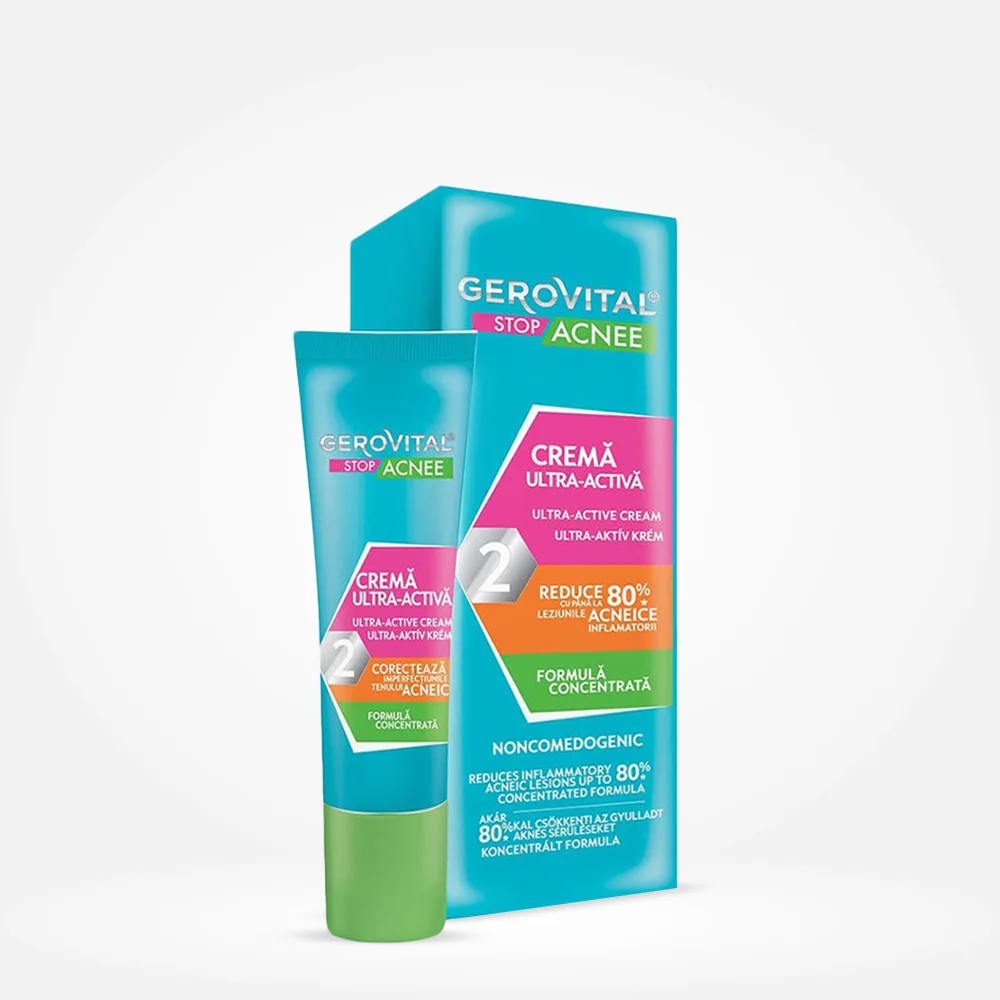 GEROVITAL®
STOP ACNEE
CREMĂ
ULTRA-ACTIVĂ
ULTRA-ACTIVE CREAM
ULTRA-AKTÍV KRÉM
2
REDUCE
CU PÂNĂ LA 80%*
LEZIUNILE ACNEICE
INFLAMATORII
FORMULĂ
CONCENTRATĂ
NONCOMEDOGENIC
REDUCES INFLAMMATORY
ACNEIC LESIONS UP TO 80%*
CONCENTRATED FORMULA
AKÁR
80%*KAL CSÖKKENTI AZ GYULLADT
AKNÉS SÉRÜLÉSEKET
KONCENTRÁLT FORMULA
GEROVITAL®
STOP ACNEE
CREMĂ
ULTRA-ACTIVĂ
ULTRA-ACTIVE CREAM
ULTRA-AKTÍV KRÉM
2
CORECTEAZĂ
IMPERFECȚIUNILE
TENULUI ACNEIC
FORMULĂ
CONCENTRATĂ